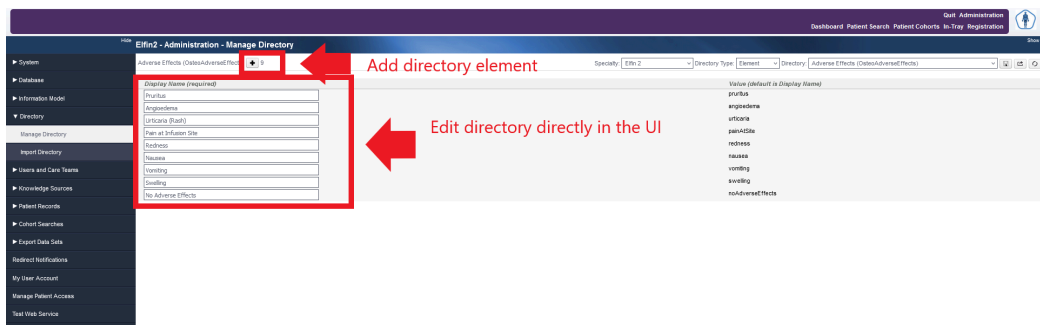 Quit Administration
Dashboard Patient Search Patient Cohorts In-Tray Registration
Hide
Elfin2 - Administration - Manage Directory
Show
► System
Adverse Effects (OsteoAdverseEffects)
9
Add directory element
Specialty: Elfin 2
Directory Type: Element
Directory: Adverse Effects (OsteoAdverseEffects)
► Database
Display Name (required)
Value (default is Display Name)
Pruritus
pruritus
► Information Model
Angioedema
angioedema
▼ Directory
Urticaria (Rash)
urticaria
Edit directory directly in the UI
Manage Directory
Pain at Infusion Site
painAtSite
Redness
redness
Import Directory
Nausea
nausea
► Users and Care Teams
Vomiting
vomiting
► Knowledge Sources
Swelling
swelling
No Adverse Effects
noAdverseEffects
► Patient Records
► Cohort Searches
► Export Data Sets
Redirect Notifications
My User Account
Manage Patient Access
Test Web Service